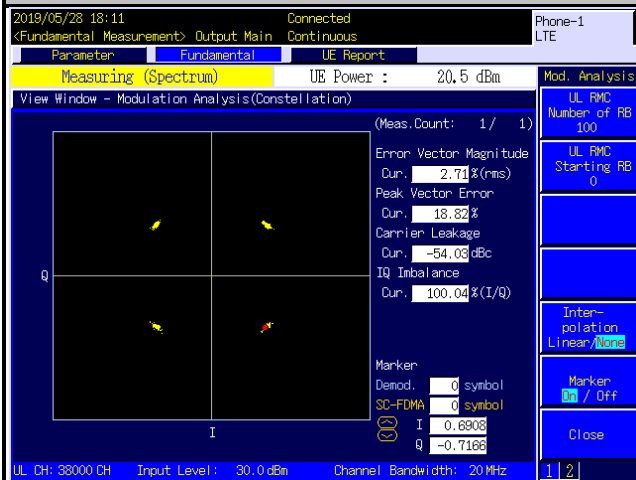 2019/05/28 18:11 Connected Phone-1
<Fundamental Measurement> Output Main Continuous LTE
Parameter Fundamental UE Report
Measuring (Spectrum) UE Power : 20.5 dBm Mod. Analysis
View Window - Modulation Analysis(Constellation)
UL RMC
Number of RB
100
(Meas.Count: 1/ 1)
Error Vector Magnitude
Cur. 2.71 %(rms)
Peak Vector Error
Cur. 18.82 %
Carrier Leakage
Cur. -54.03 dBc
IQ Imbalance
Cur. 100.04 %(I/Q)
UL RMC
Starting RB
0
Q
I
Inter-
polation
Linear/None
Marker
Demod. 0 symbol
SC-FDMA 0 symbol
I 0.6908
Q -0.7166
Marker
On / Off
Close
UL CH: 38000 CH Input Level: 30.0 dBm Channel Bandwidth: 20 MHz 1 2